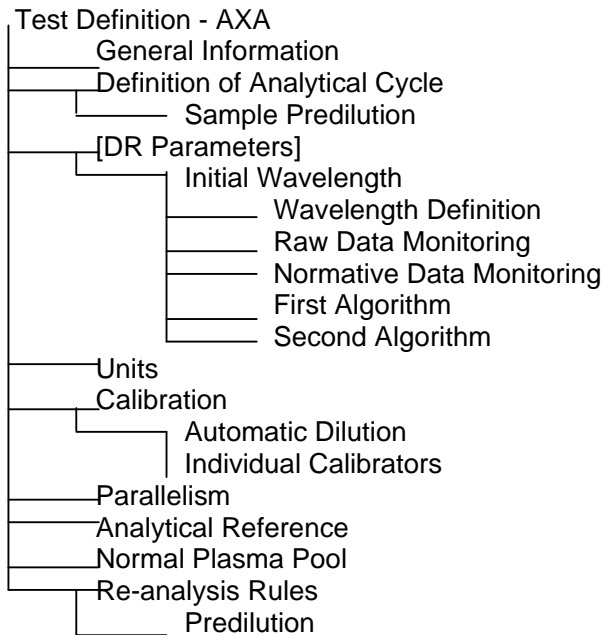 Test Definition - AXA
General Information
Definition of Analytical Cycle
Sample Predilution
[DR Parameters]
Initial Wavelength
Wavelength Definition
Raw Data Monitoring
Normative Data Monitoring
First Algorithm
Second Algorithm
Units
Calibration
Automatic Dilution
Individual Calibrators
Parallelism
Analytical Reference
Normal Plasma Pool
Re-analysis Rules
Predilution